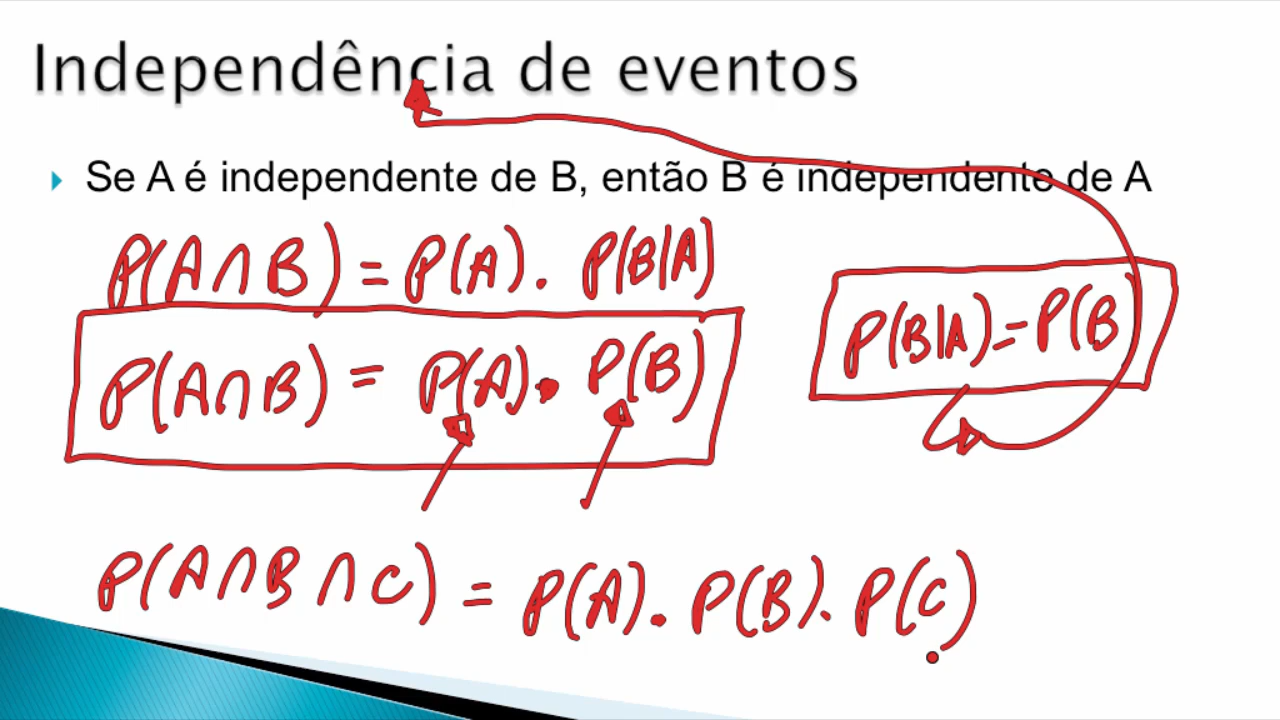 Independência de eventos
Se A é independente de B, então B é independente de A
P(A∩B) = P(A). P(B|A)
P(B|A)=P(B)
P(A∩B) = P(A). P(B)
P(A∩B∩C) = P(A). P(B). P(C)